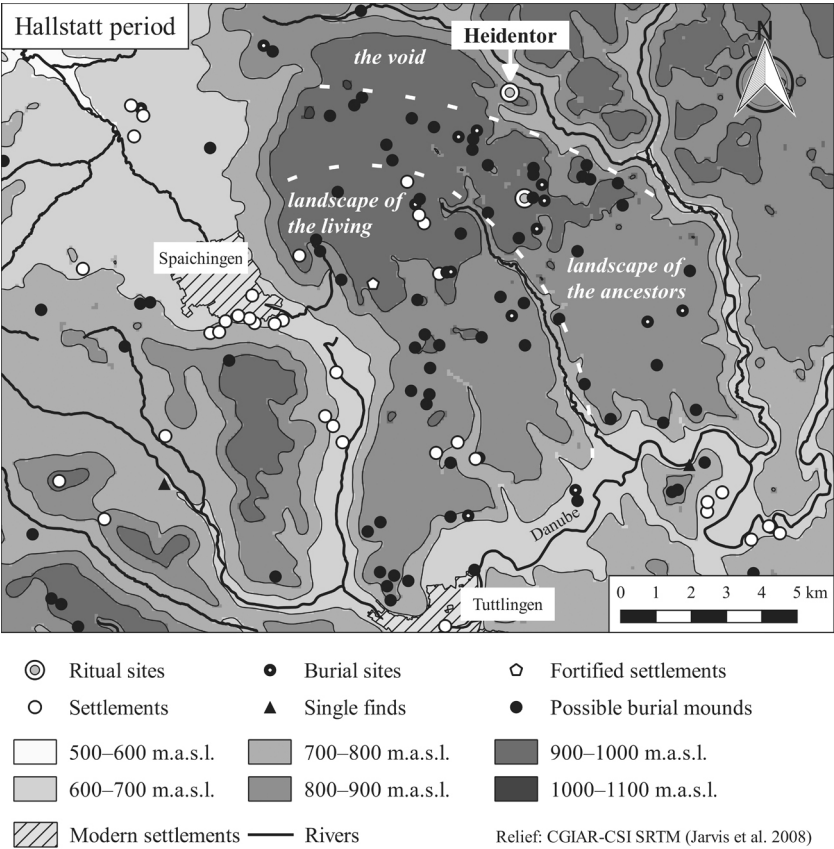 Hallstatt period
the void
Heidentor
N
landscape of
the living
Spaichingen
landscape of
the ancestors
Danube
Tuttlingen
0 1 2 3 4 5 km
Ritual sites
Burial sites
Fortified settlements
Settlements
Single finds
Possible burial mounds
500–600 m.a.s.l.
700–800 m.a.s.l.
900–1000 m.a.s.l.
600–700 m.a.s.l.
800–900 m.a.s.l.
1000–1100 m.a.s.l.
Modern settlements
Rivers
Relief: CGIAR-CSI SRTM (Jarvis et al. 2008)